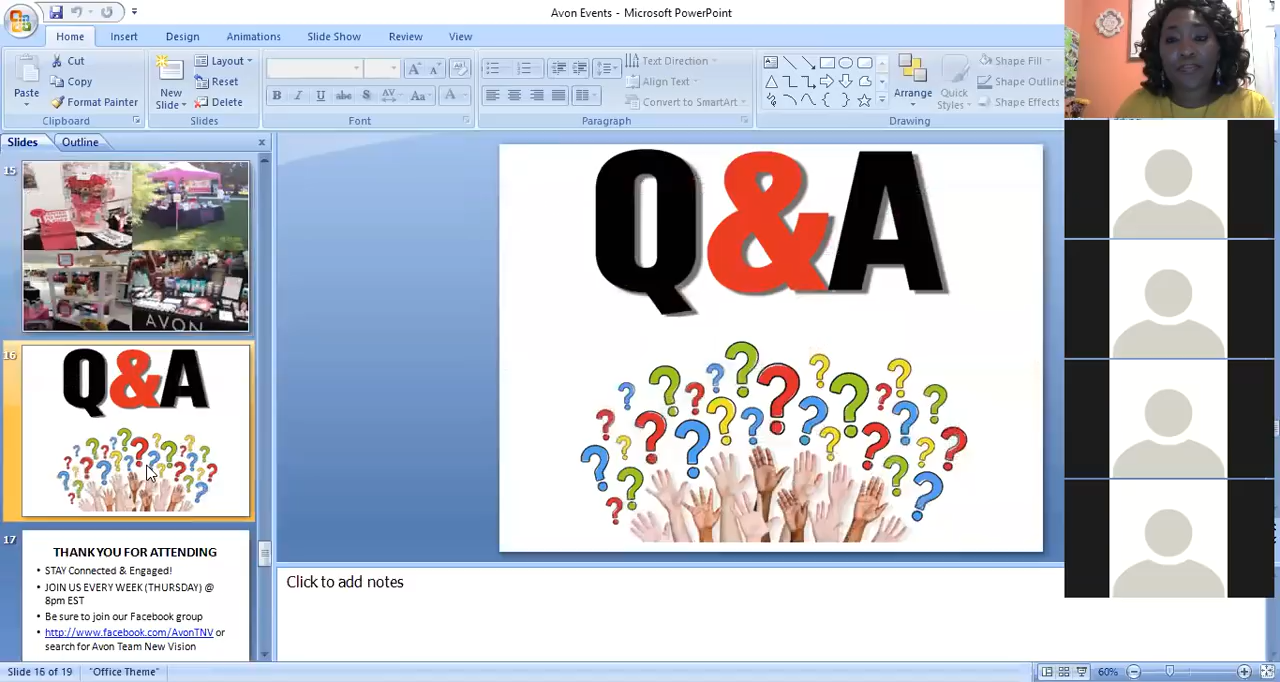 Avon Events - Microsoft PowerPoint
Home Insert Design Animations Slide Show Review View
Paste
Cut
Copy
Format Painter
Clipboard
New Slide
Layout
Reset
Delete
Slides
B I U abc S AV Aa A
Font
Text Direction
Align Text
Convert to SmartArt
Paragraph
Arrange
Quick Styles
Shape Fill
Shape Outline
Shape Effects
Drawing
Slides Outline
15
AVON
16
Q&A
17
THANK YOU FOR ATTENDING
• STAY Connected & Engaged!
• JOIN US EVERY WEEK (THURSDAY) @
8pm EST
• Be sure to join our Facebook group
• http://www.facebook.com/AvonTNV or
search for Avon Team New Vision
Q&A
Click to add notes
Slide 16 of 19 "Office Theme" 60%